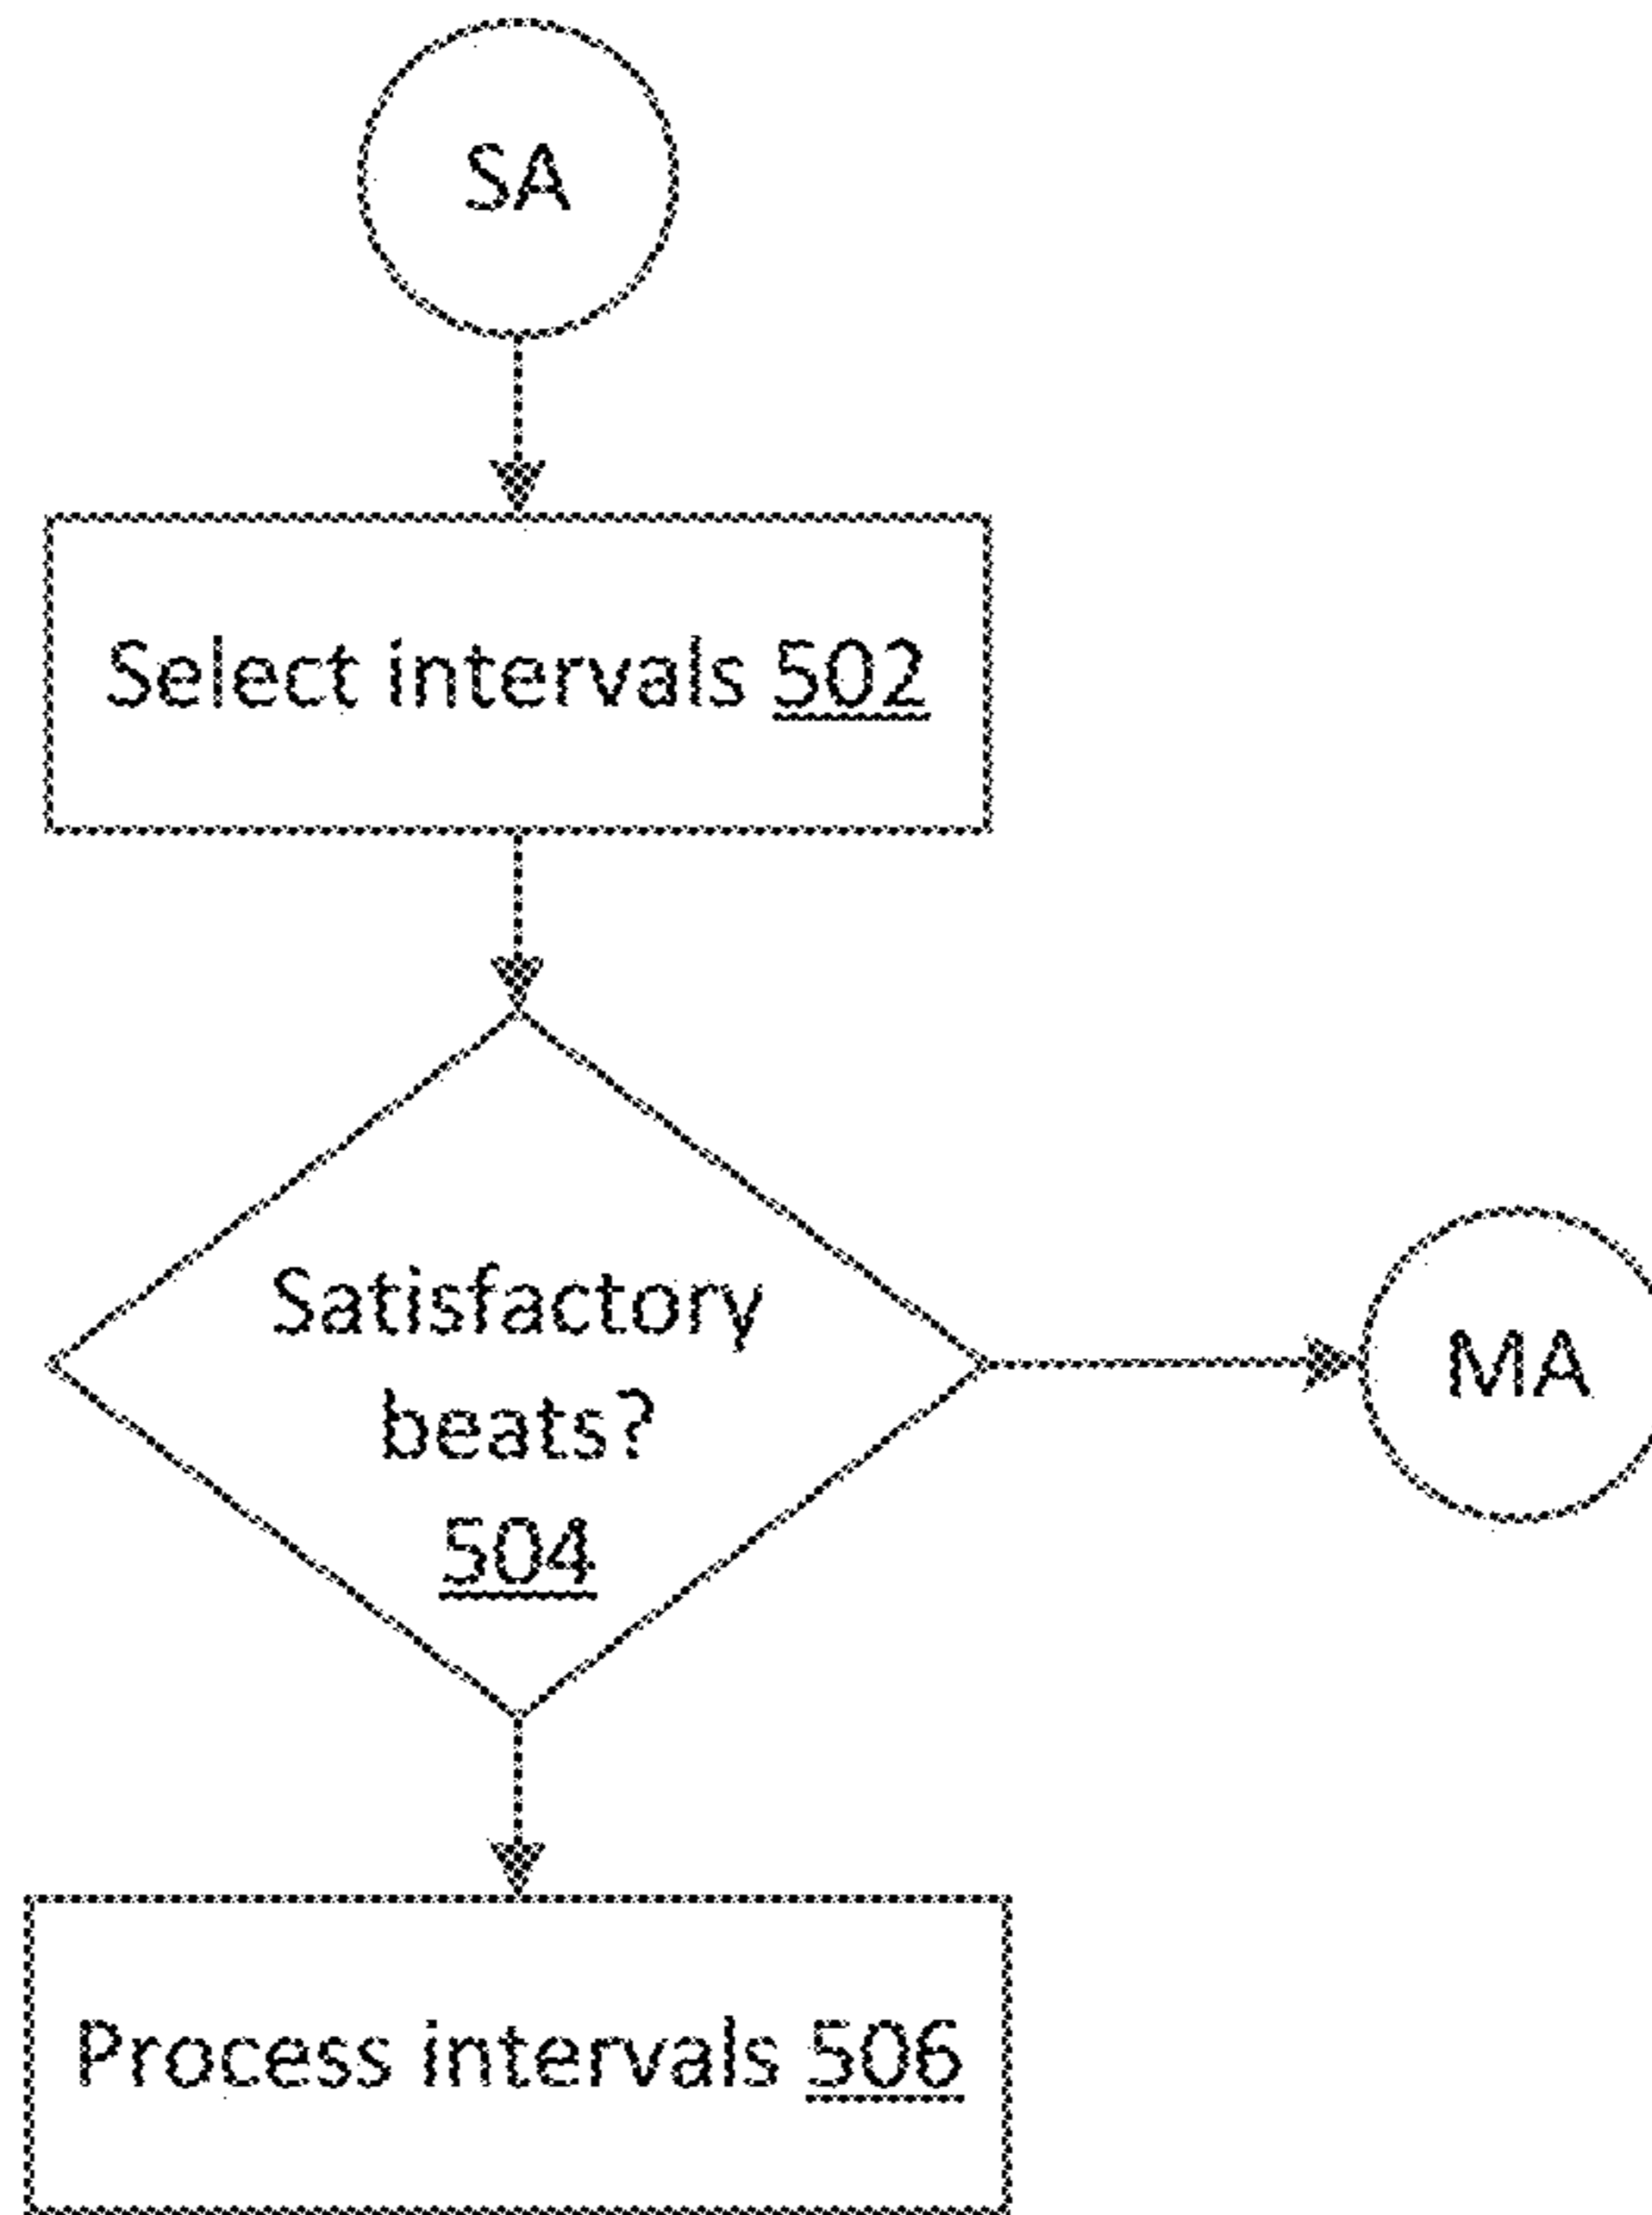 SA
Select intervals 502
Satisfactory
beats?
504
MA
Process intervals 506